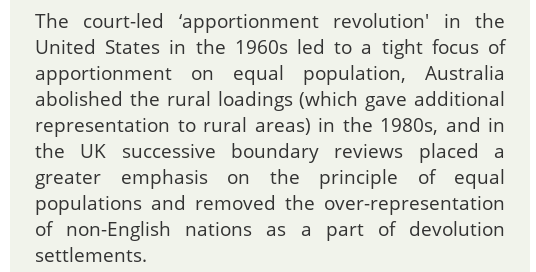 The court-led ‘apportionment revolution' in the
United States in the 1960s led to a tight focus of
apportionment on equal population, Australia
abolished the rural loadings (which gave additional
representation to rural areas) in the 1980s, and in
the UK successive boundary reviews placed a
greater emphasis on the principle of equal
populations and removed the over-representation
of non-English nations as a part of devolution
settlements.